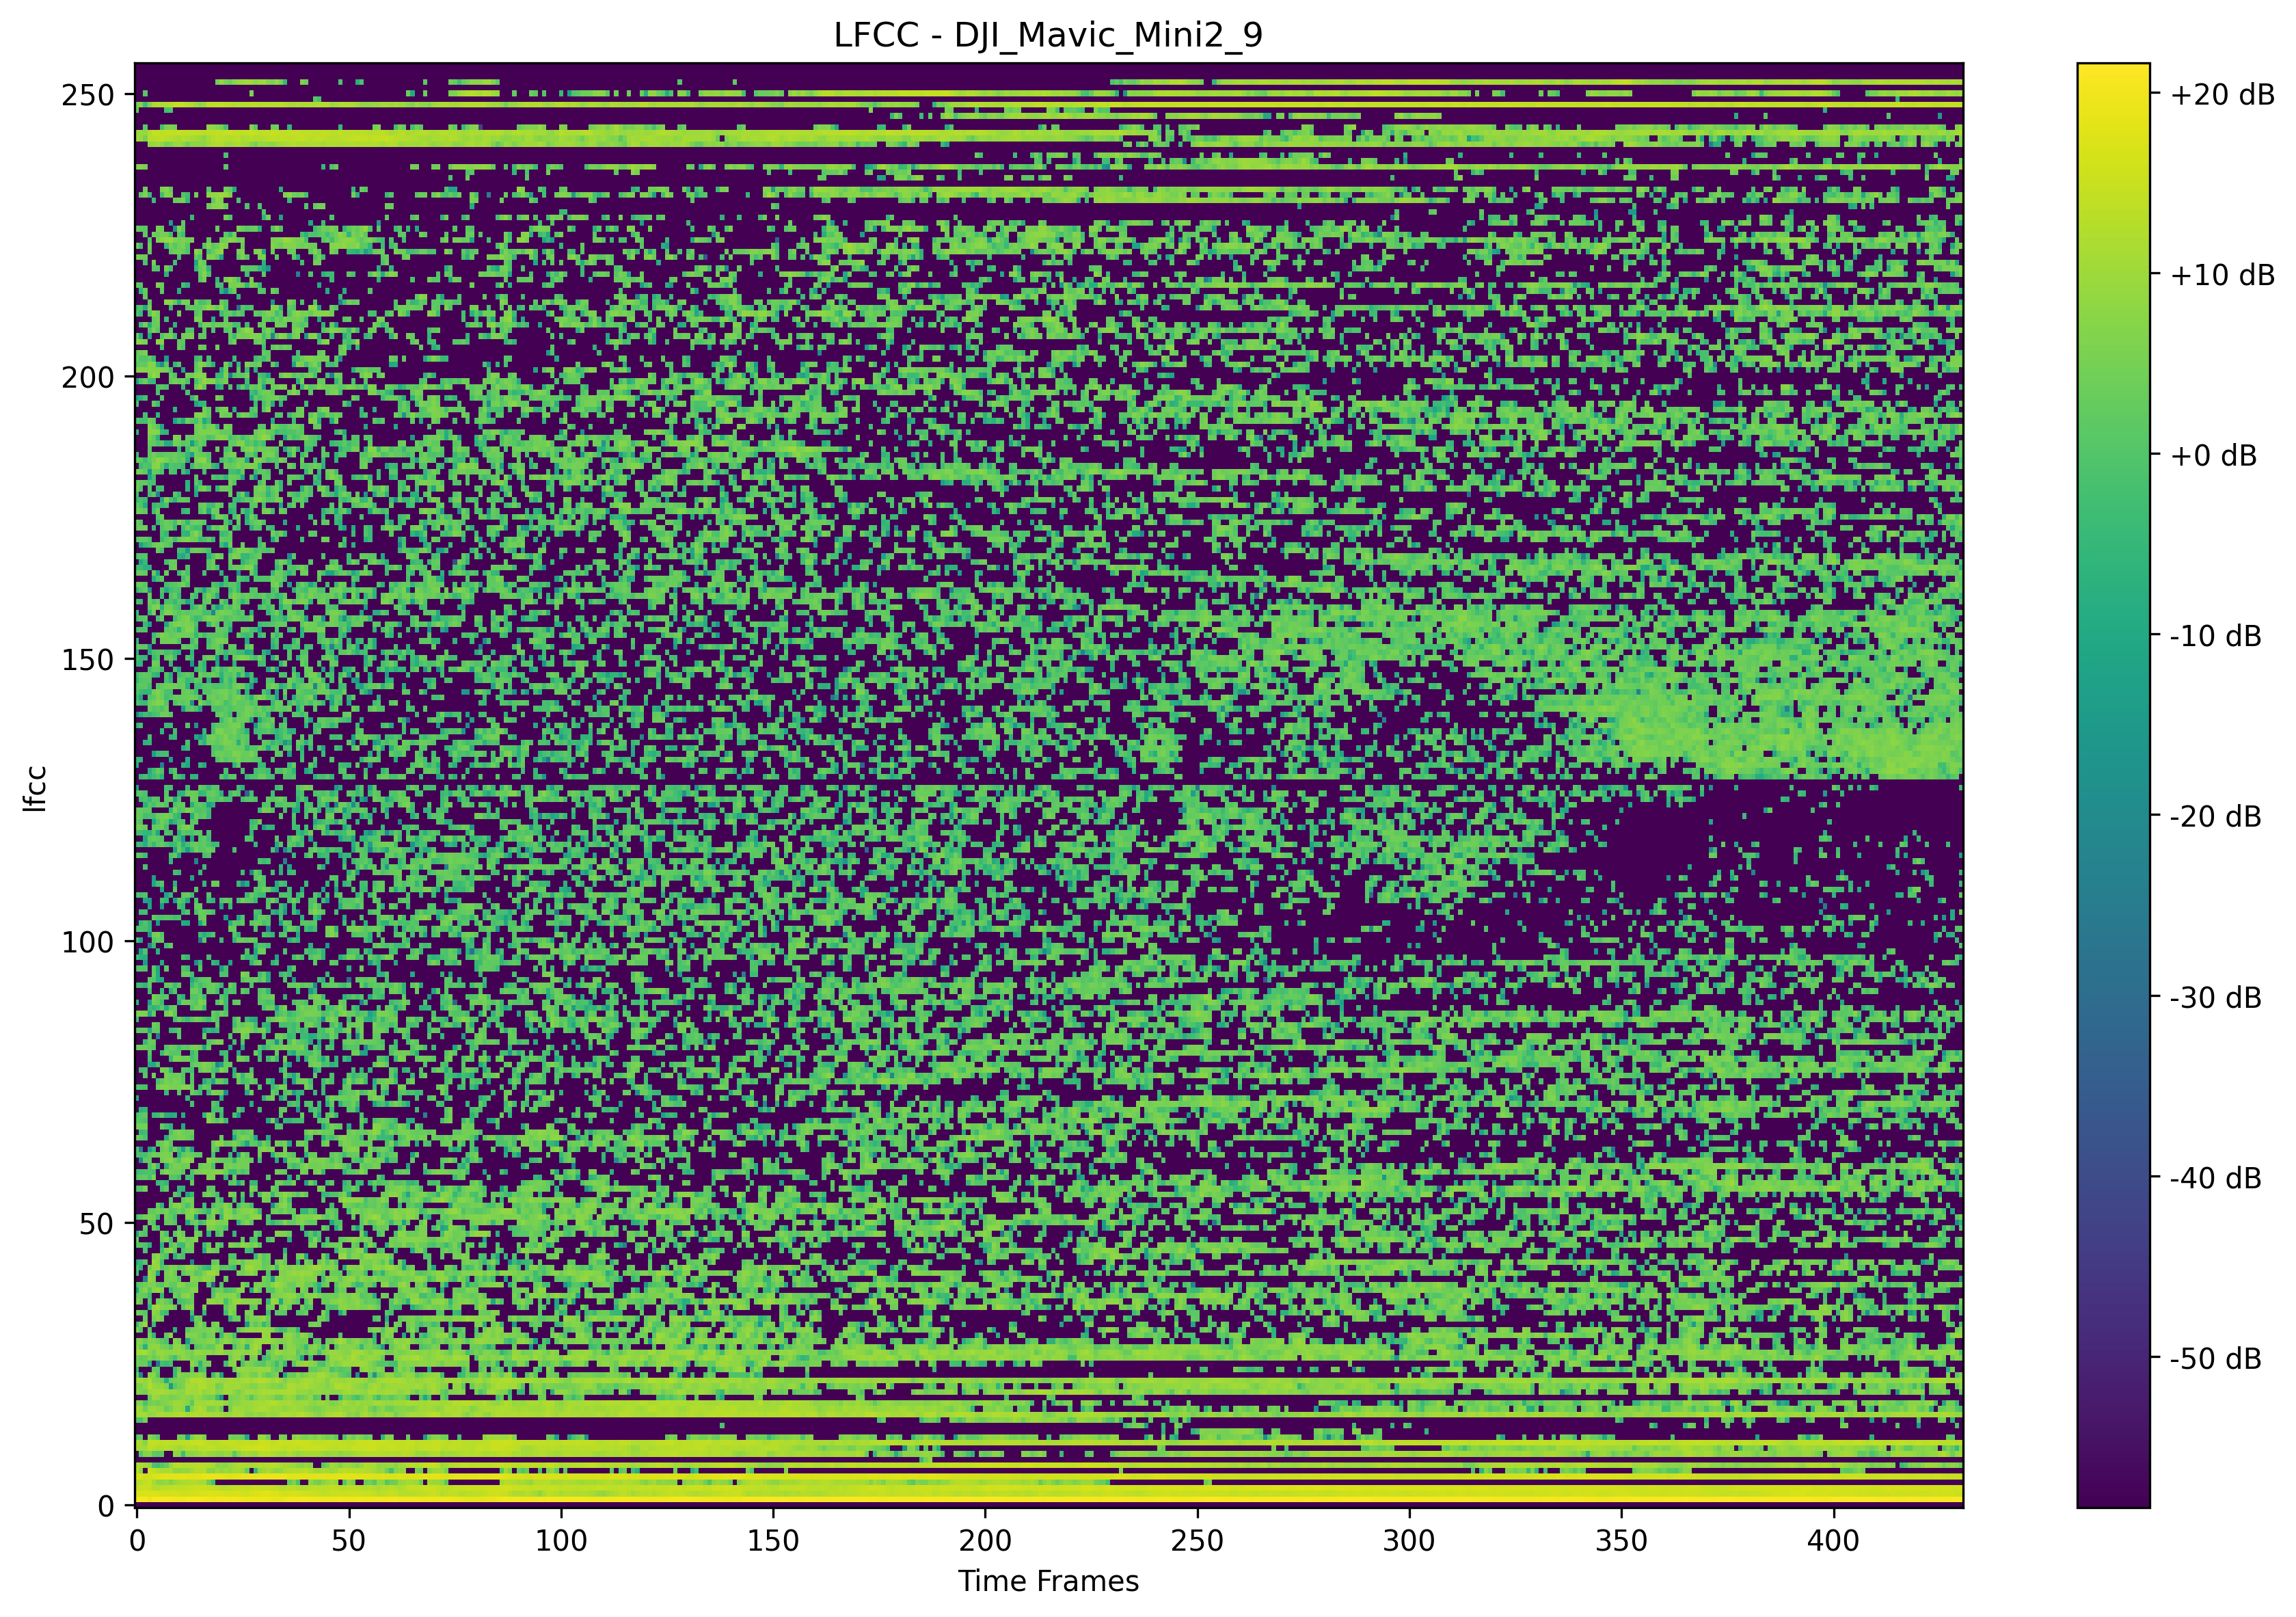 LFCC - DJI_Mavic_Mini2_9
250
200
150
100
50
0
lfcc
0 50 100 150 200 250 300 350 400
Time Frames
+20 dB
+10 dB
+0 dB
-10 dB
-20 dB
-30 dB
-40 dB
-50 dB